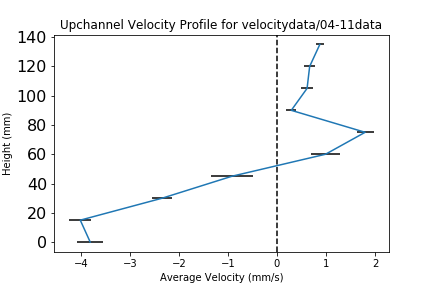 Upchannel Velocity Profile for velocitydata/04-11data
140
120
100
80
60
40
20
0
Height (mm)
−4 −3 −2 −1 0 1 2
Average Velocity (mm/s)